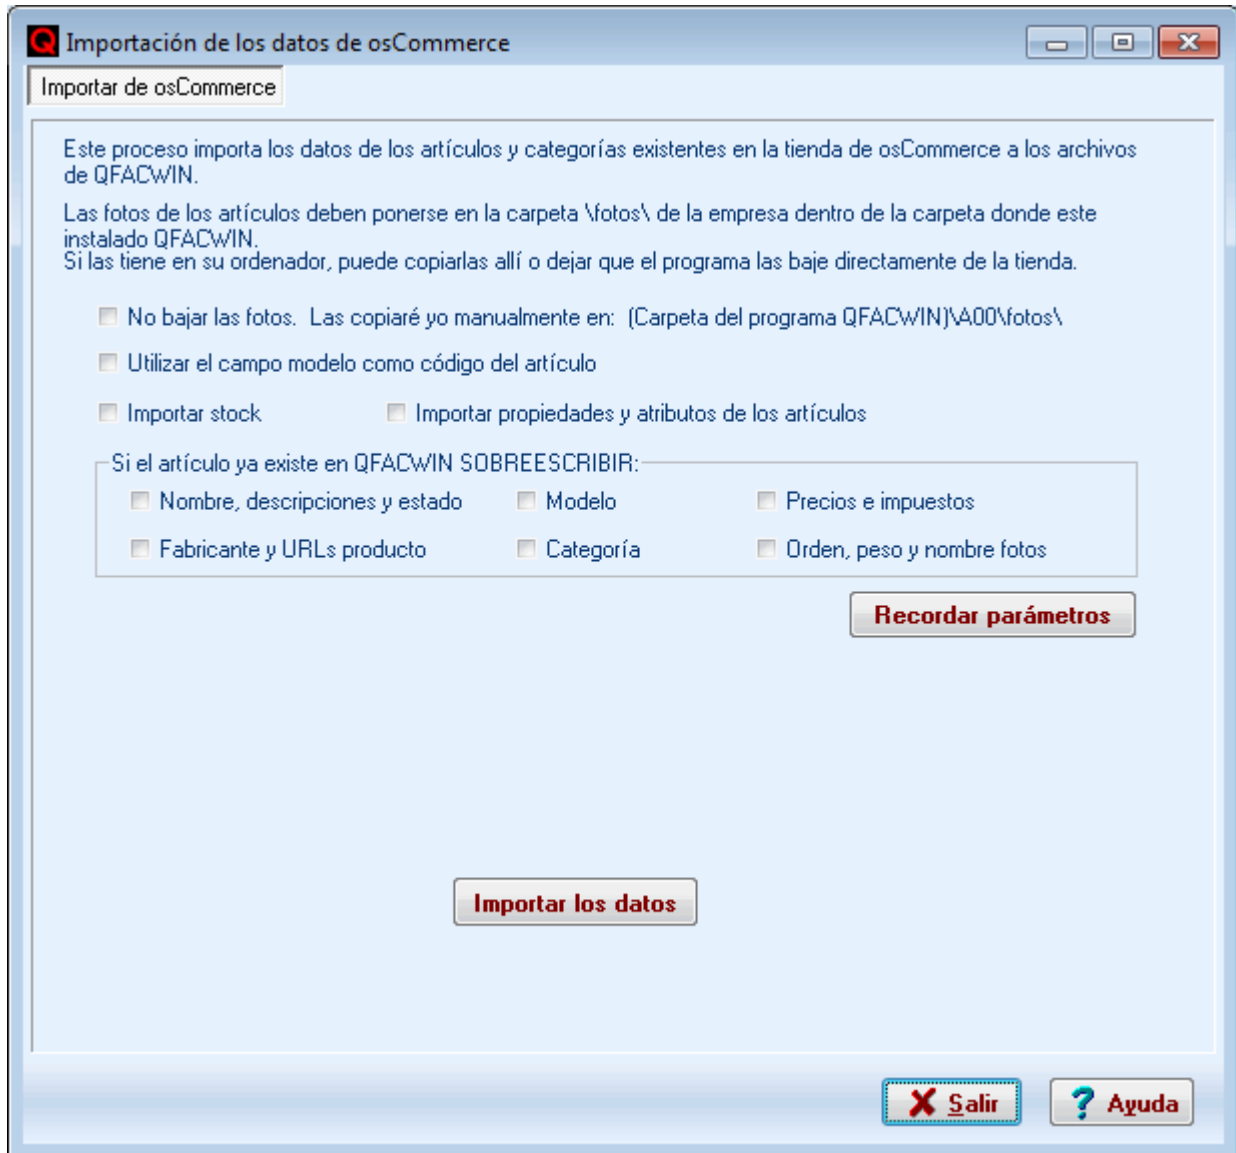 Importación de los datos de osCommerce
Importar de osCommerce
Este proceso importa los datos de los artículos y categorías existentes en la tienda de osCommerce a los archivos
de QFACWIN.
Las fotos de los artículos deben ponerse en la carpeta \fotos\ de la empresa dentro de la carpeta donde este
instalado QFACWIN.
Si las tiene en su ordenador, puede copiarlas allí o dejar que el programa las baje directamente de la tienda.
No bajar las fotos. Las copiaré yo manualmente en: (Carpeta del programa QFACWIN)\A00\fotos\
Utilizar el campo modelo como código del artículo
Importar stock Importar propiedades y atributos de los artículos
Si el artículo ya existe en QFACWIN SOBREESCRIBIR:
Nombre, descripciones y estado Modelo Precios e impuestos
Fabricante y URLs producto Categoría Orden, peso y nombre fotos
Recordar parámetros
Importar los datos
Salir Ayuda